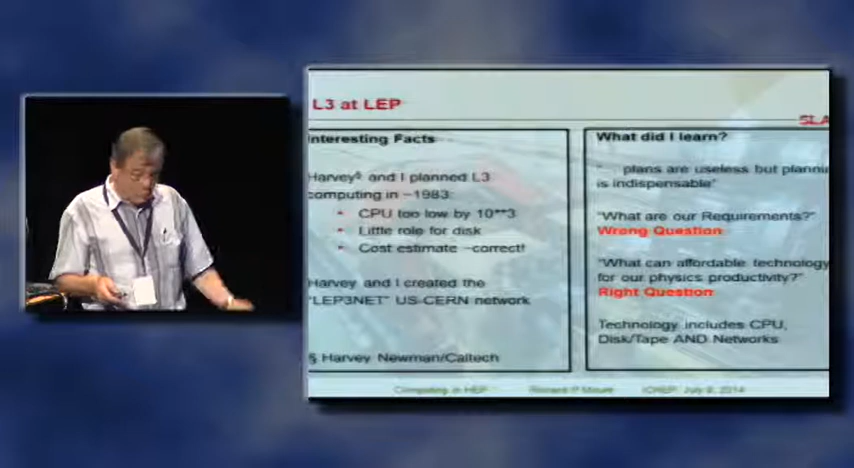 L3 at LEP
SLA
Interesting Facts
Harvey§ and I planned L3
computing in ~1983:
• CPU too low by 10**3
• Little role for disk
• Cost estimate ~correct!
Harvey and I created the
"LEP3NET" US-CERN network
§ Harvey Newman/Caltech
What did I learn?
" plans are useless but planni
is indispensable"
"What are our Requirements?"
Wrong Question
"What can affordable technology
for our physics productivity?"
Right Question
Technology includes CPU,
Disk/Tape AND Networks
Computing in HEP
Richard P Mount
ICHEP July 8, 2014